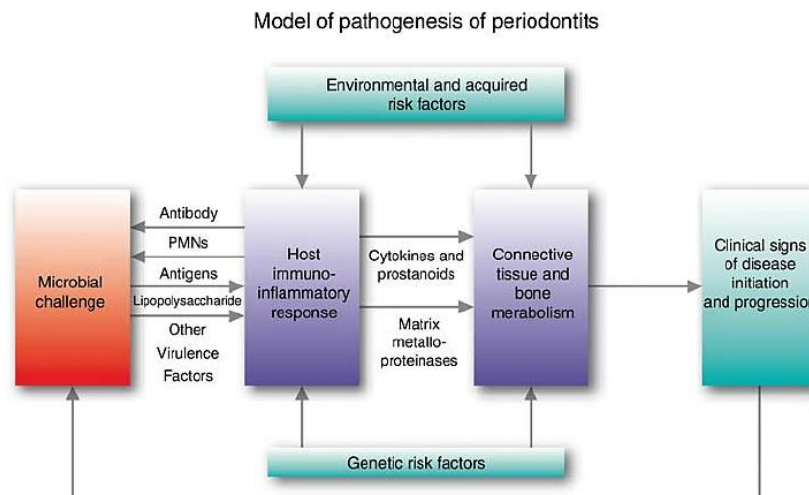 Model of pathogenesis of periodontits
Environmental and acquired
risk factors
Microbial
challenge
Antibody
PMNs
Antigens
Lipopolysaccharide
Other
Virulence
Factors
Host
immuno-
inflammatory
response
Cytokines and
prostanoids
Matrix
metallo-
proteinases
Connective
tissue and
bone
merabolism
Clinical signs
of disease
initiation
and progression
Genetic risk factors